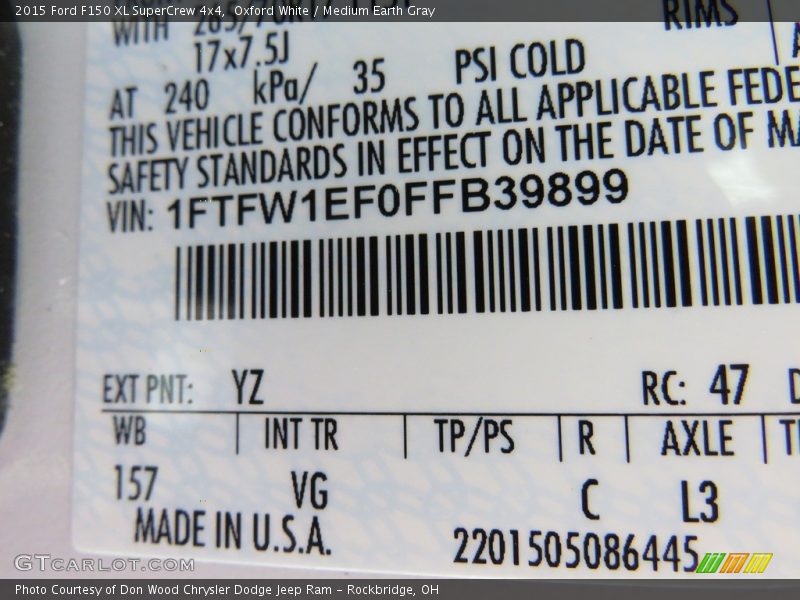 2015 Ford F150 XL SuperCrew 4x4, Oxford White / Medium Earth Gray
WITH RIMS
17x7.5J
AT 240 kPa/ 35 PSI COLD
THIS VEHICLE CONFORMS TO ALL APPLICABLE FEDE
SAFETY STANDARDS IN EFFECT ON THE DATE OF MA
VIN: 1FTFW1EF0FFB39899
EXT PNT: YZ RC: 47 D
WB INT TR TP/PS R AXLE
157 VG C L3
MADE IN U.S.A. 2201505086445
GTCARLOT.COM
Photo Courtesy of Don Wood Chrysler Dodge Jeep Ram - Rockbridge, OH